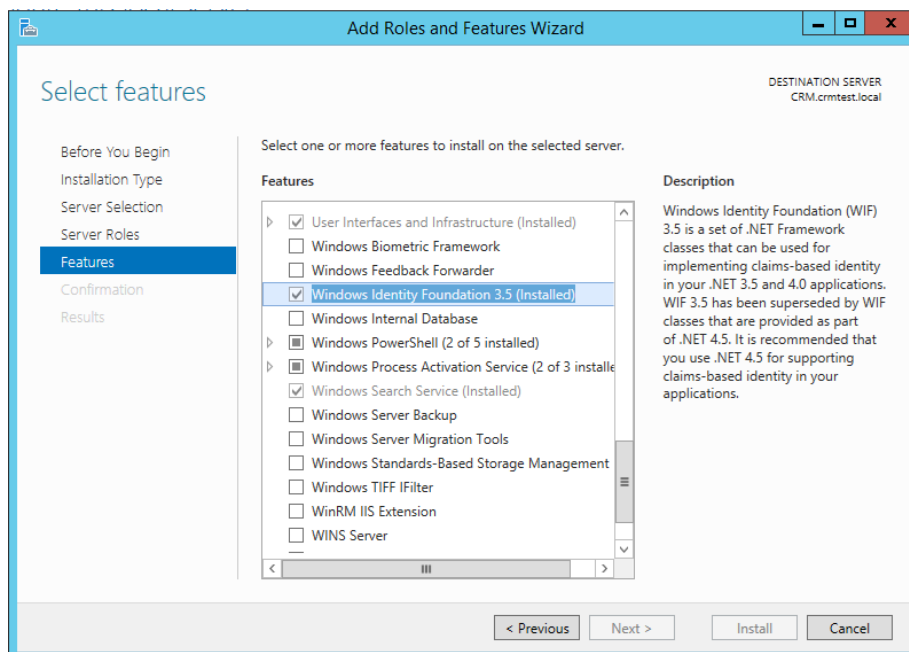 Add Roles and Features Wizard
Select features
DESTINATION SERVER
CRM.crmtest.local
Before You Begin
Installation Type
Server Selection
Server Roles
Features
Confirmation
Results
Select one or more features to install on the selected server.
Features
User Interfaces and Infrastructure (Installed)
Windows Biometric Framework
Windows Feedback Forwarder
Windows Identity Foundation 3.5 (Installed)
Windows Internal Database
Windows PowerShell (2 of 5 installed)
Windows Process Activation Service (2 of 3 installe
Windows Search Service (Installed)
Windows Server Backup
Windows Server Migration Tools
Windows Standards-Based Storage Management
Windows TIFF IFilter
WinRM IIS Extension
WINS Server
Description
Windows Identity Foundation (WIF)
3.5 is a set of .NET Framework
classes that can be used for
implementing claims-based identity
in your .NET 3.5 and 4.0 applications.
WIF 3.5 has been superseded by WIF
classes that are provided as part
of .NET 4.5. It is recommended that
you use .NET 4.5 for supporting
claims-based identity in your
applications.
< Previous
Next >
Install
Cancel